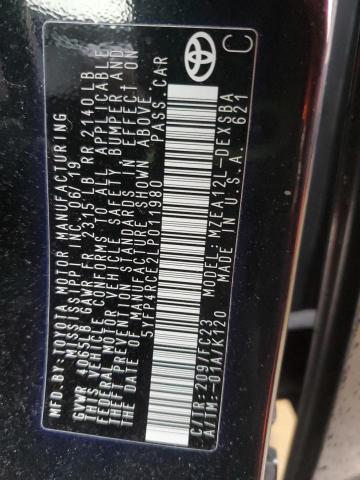 MFD BY: TOYOTA MOTOR MANUFACTURING
MISSISSIPPI, INC. 06/19
GVWR 4065LB GAWR FR 2315 LB RR 2140LB
THIS VEHICLE CONFORMS TO ALL APPLICABLE
FEDERAL MOTOR VEHICLE SAFETY, BUMPER, AND
THEFT PREVENTION STANDARDS IN EFFECT ON
THE DATE OF MANUFACTURE SHOWN ABOVE.
5YFP4RCE2LP011980 PASS. CAR
C/TR: 209/FC23 MODEL: MZEA12L-DEXSBA
A/TM: -01A/K120 MADE IN U.S.A. 621
TOYOTA
C